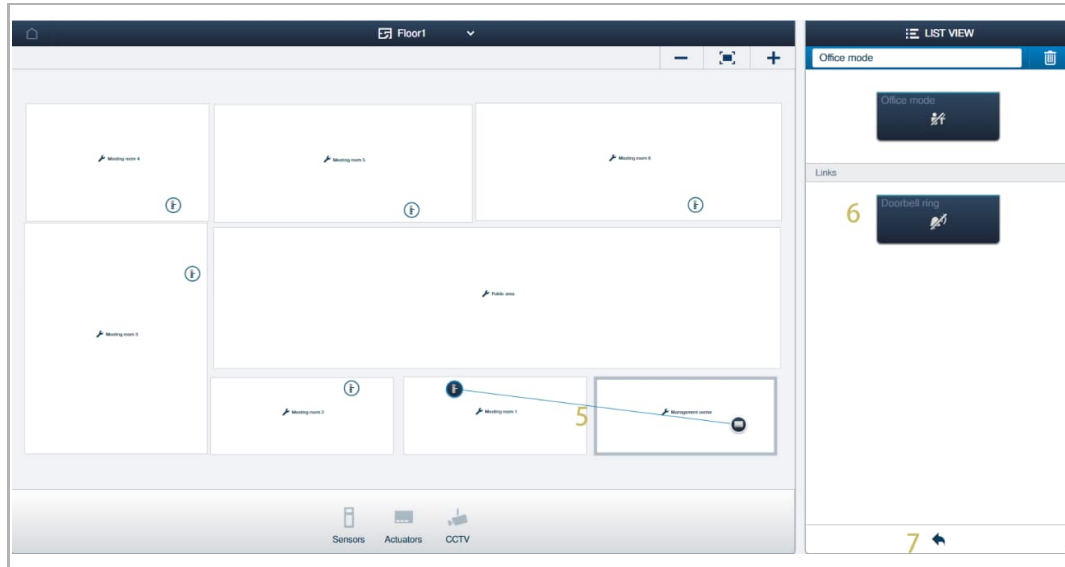 Floor1
LIST VIEW
Office mode
Office mode
Meeting room 4
Meeting room 5
Meeting room 6
Links
6
Doorbell ring
Public area
Meeting room 3
Meeting room 2
Meeting room 1
5
Management center
Sensors
Actuators
CCTV
7